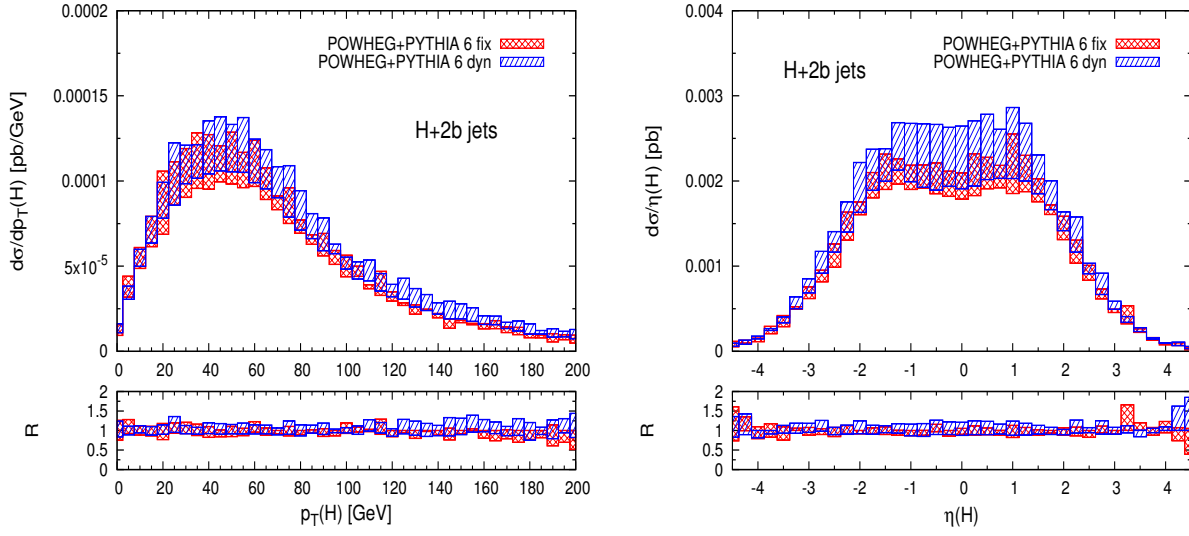 0.0002
0.00015
0.0001
5x10-5
0
dσ/dpT(H) [pb/GeV]
POWHEG+PYTHIA 6 fix
POWHEG+PYTHIA 6 dyn
H+2b jets
0 20 40 60 80 100 120 140 160 180 200
2
1.5
1
0.5
0
R
0 20 40 60 80 100 120 140 160 180 200
pT(H) [GeV]
0.004
0.003
0.002
0.001
0
dσ/η(H) [pb]
POWHEG+PYTHIA 6 fix
POWHEG+PYTHIA 6 dyn
H+2b jets
-4 -3 -2 -1 0 1 2 3 4
2
1.5
1
0.5
0
R
-4 -3 -2 -1 0 1 2 3 4
η(H)